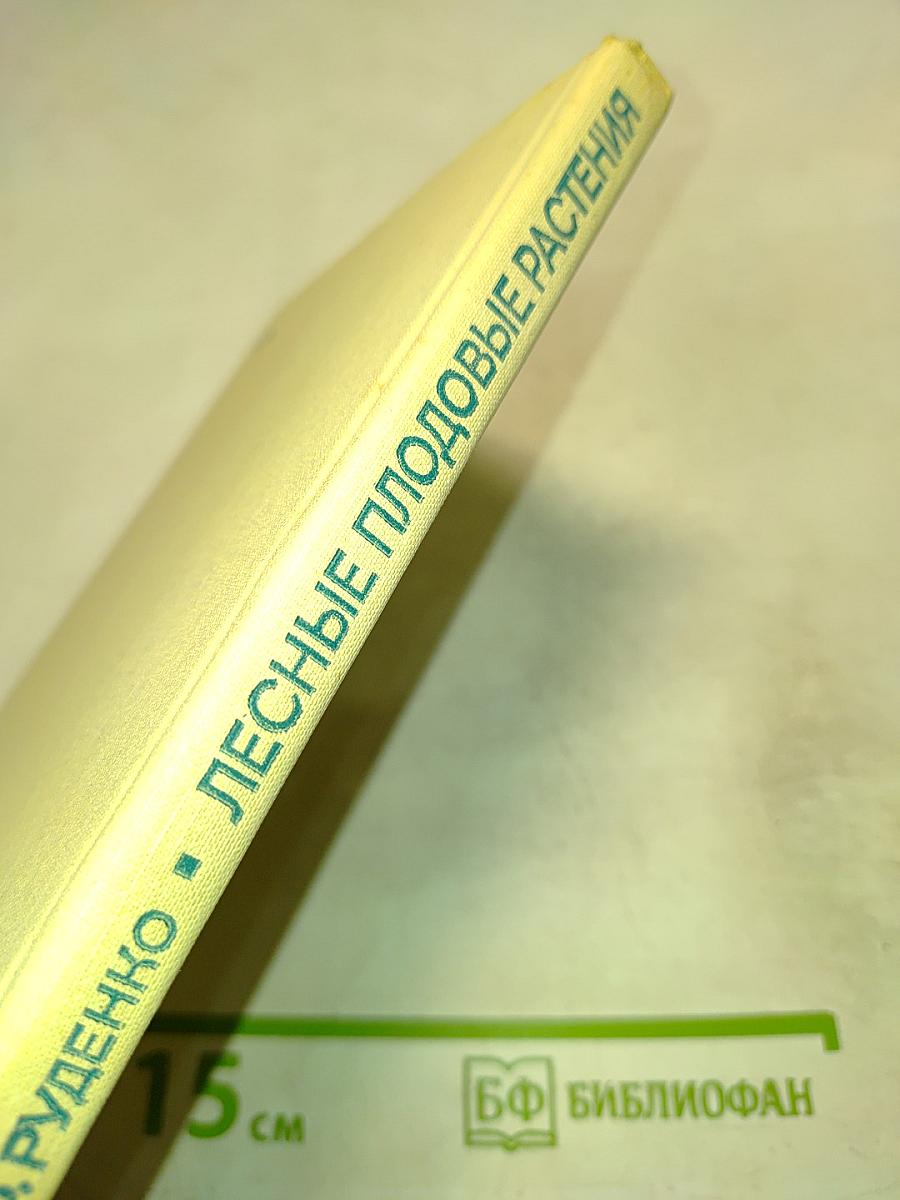 РУДЕНКО ▪ ЛЕСНЫЕ ПЛОДОВЫЕ РАСТЕНИЯ
15 см
БФ БИБЛИОФАН